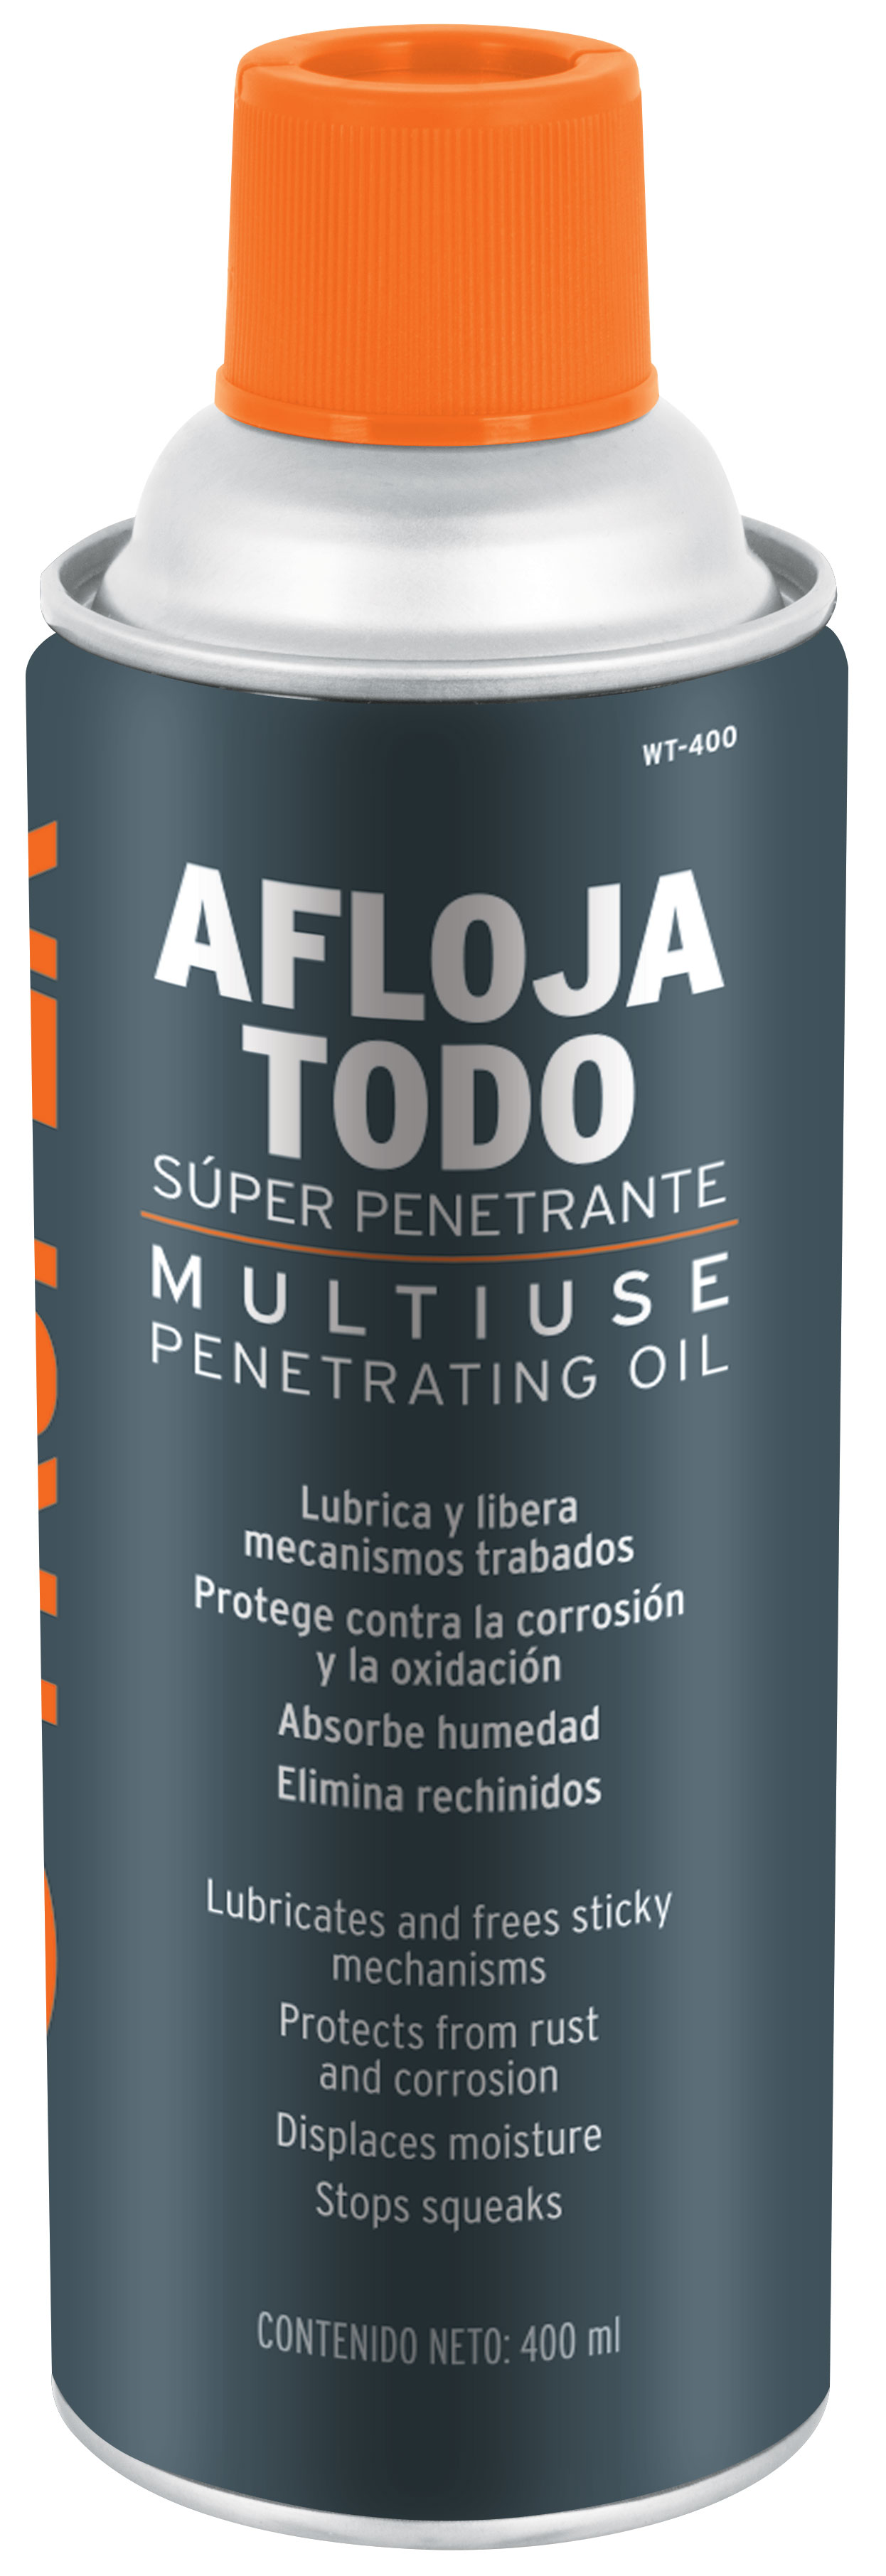 WT-400
AFLOJA
TODO
SÚPER PENETRANTE
MULTIUSE
PENETRATING OIL
Lubrica y libera
mecanismos trabados
Protege contra la corrosión
y la oxidación
Absorbe humedad
Elimina rechinidos
Lubricates and frees sticky
mechanisms
Protects from rust
and corrosion
Displaces moisture
Stops squeaks
CONTENIDO NETO: 400 ml